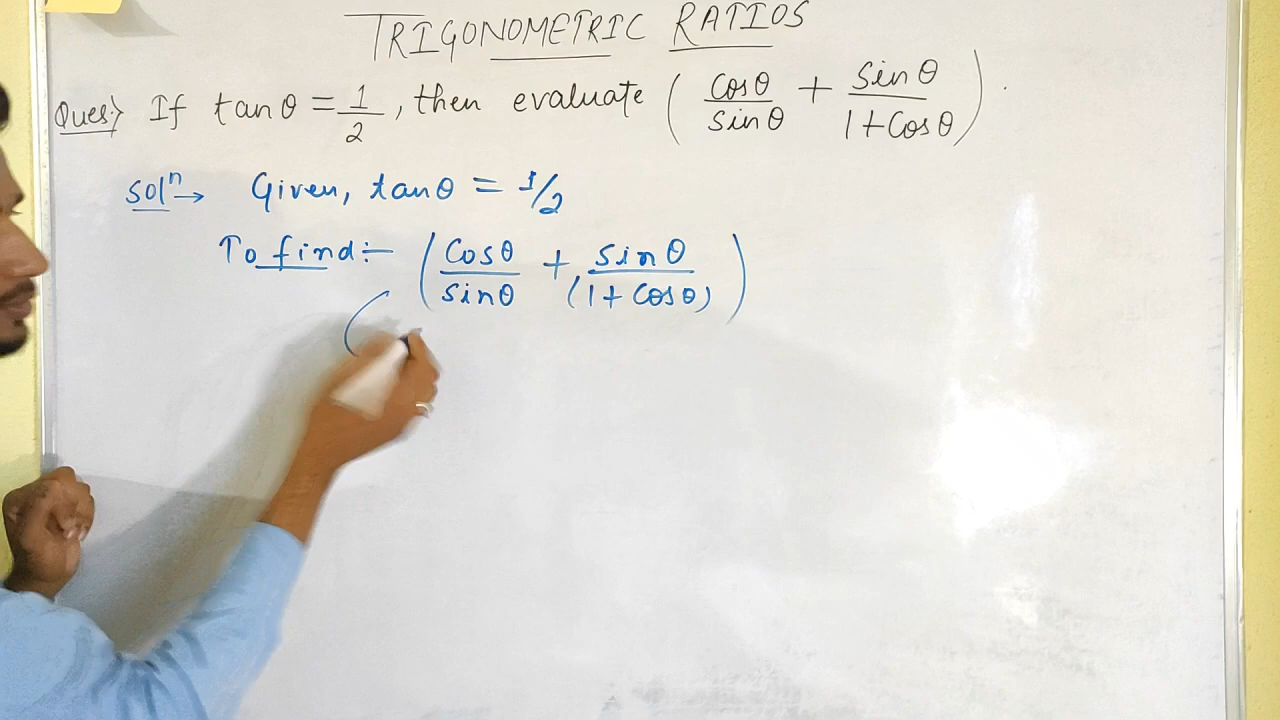 TRIGONOMETRIC RATIOS
Ques:> If tanθ = 1/2, then evaluate (cosθ/sinθ + sinθ/1+cosθ).
Solⁿ→ Given, tanθ = 1/2
To find:- (cosθ/sinθ + sinθ/(1+cosθ))